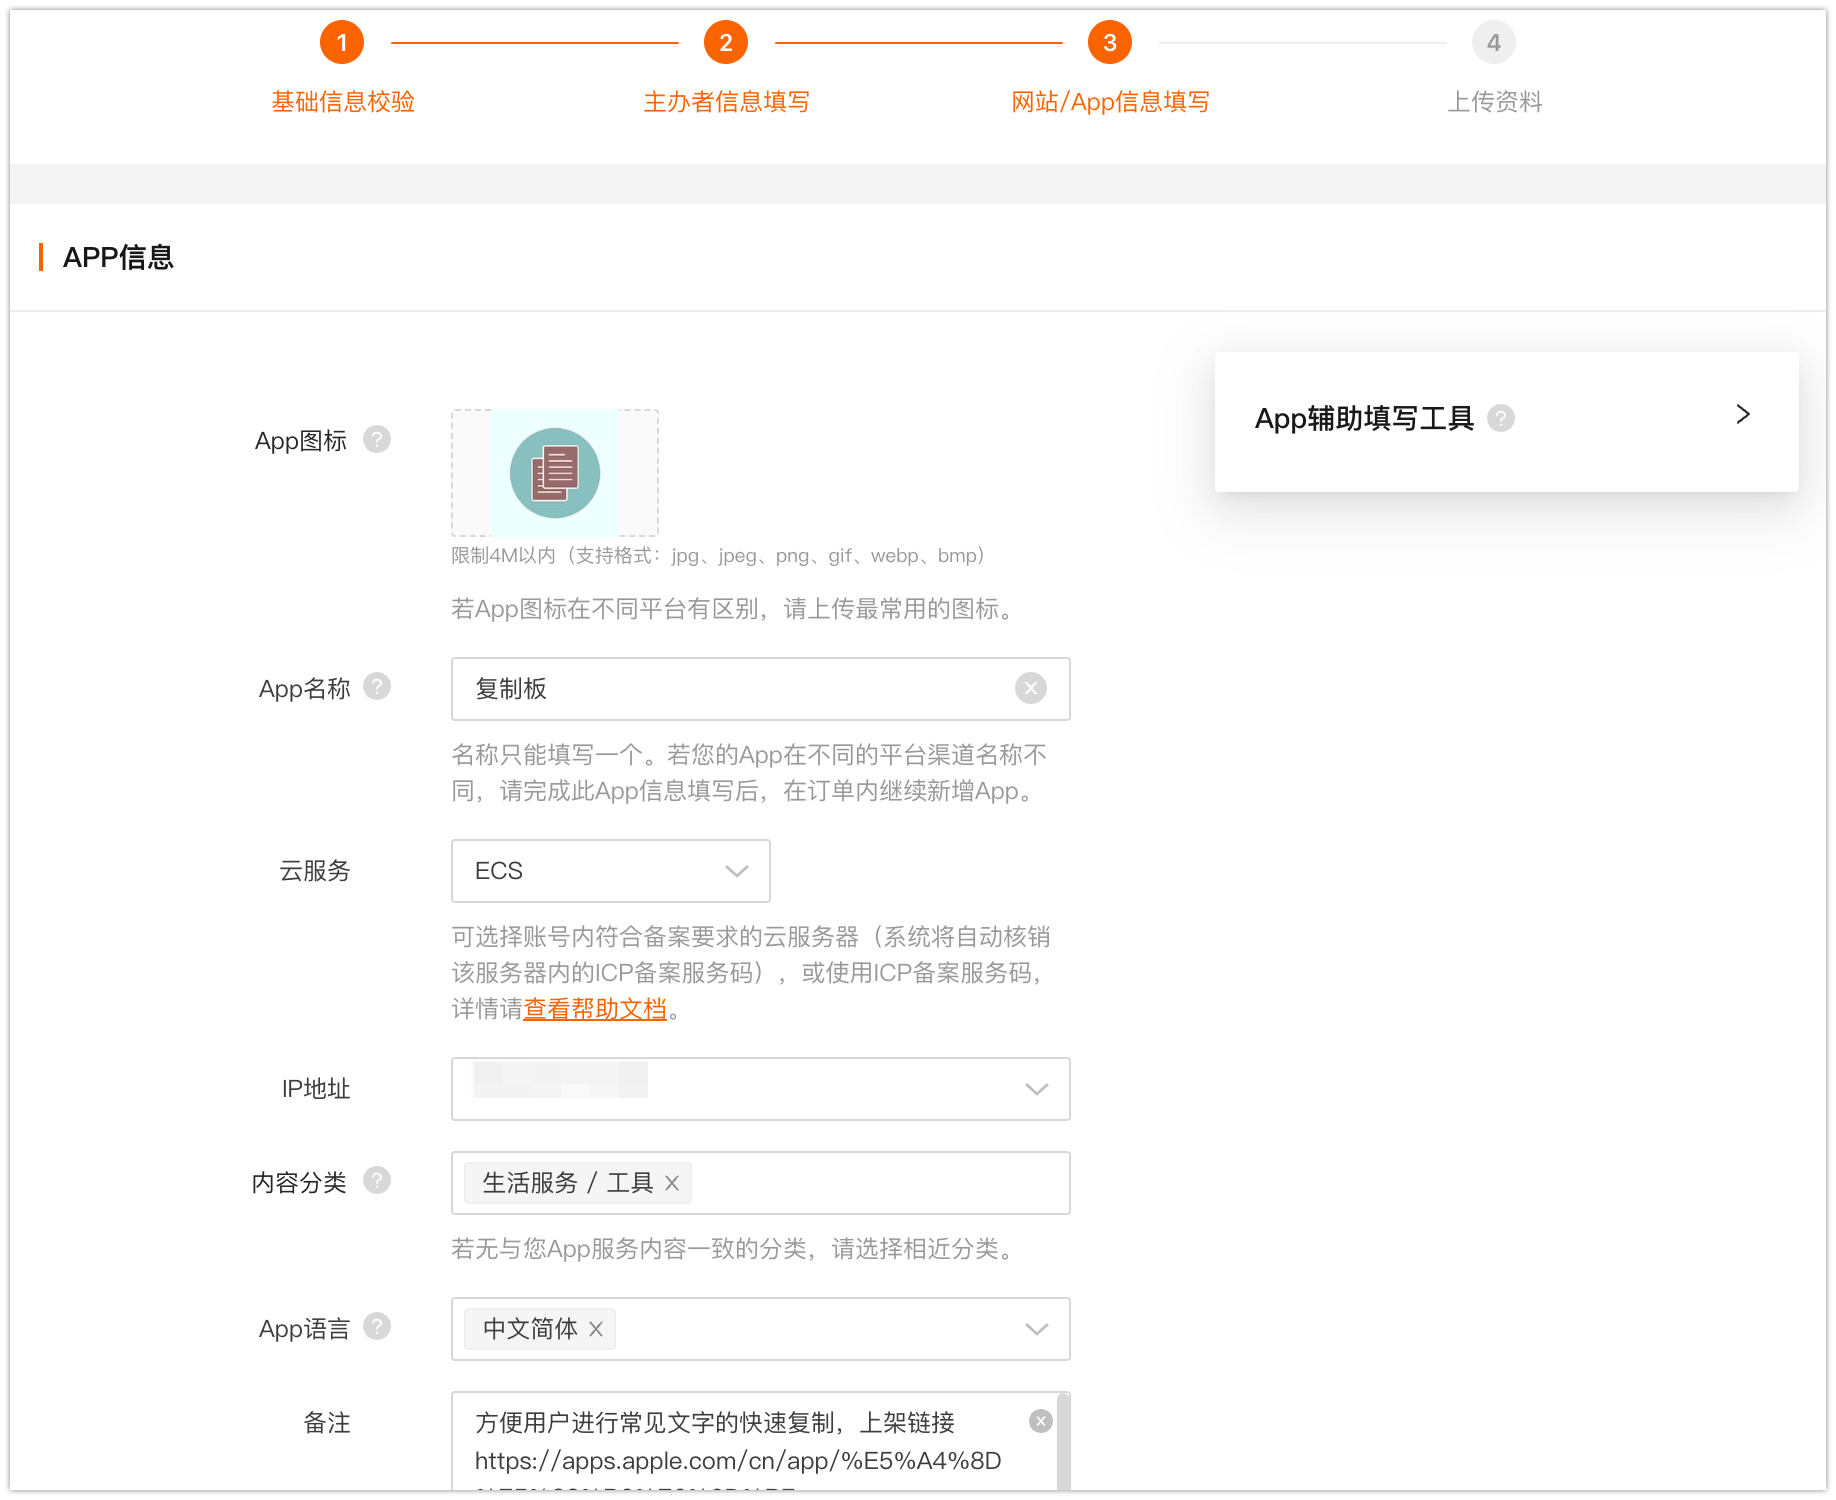 1
2
3
4
基础信息校验
主办者信息填写
网站/App信息填写
上传资料
APP信息
App辅助填写工具 ?
App图标 ?
限制4M以内（支持格式：jpg、jpeg、png、gif、webp、bmp）
若App图标在不同平台有区别，请上传最常用的图标。
App名称 ?
复制板
名称只能填写一个。若您的App在不同的平台渠道名称不
同，请完成此App信息填写后，在订单内继续新增App。
云服务
ECS
可选择账号内符合备案要求的云服务器（系统将自动核销
该服务器内的ICP备案服务码），或使用ICP备案服务码，
详情请查看帮助文档。
IP地址
内容分类 ?
生活服务 / 工具
若无与您App服务内容一致的分类，请选择相近分类。
App语言 ?
中文简体
备注
方便用户进行常见文字的快速复制，上架链接
https://apps.apple.com/cn/app/%E5%A4%8D